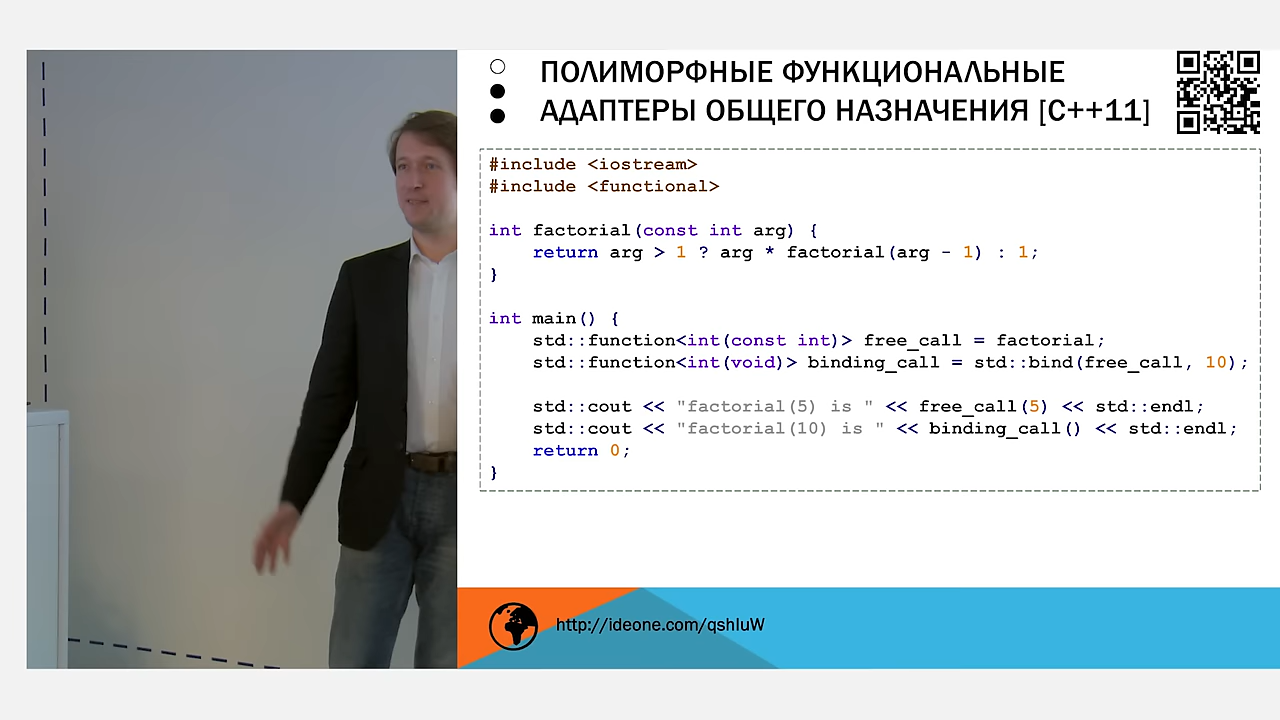 ПОЛИМОРФНЫЕ ФУНКЦИОНАЛЬНЫЕ
АДАПТЕРЫ ОБЩЕГО НАЗНАЧЕНИЯ [C++11]
#include <iostream>
#include <functional>
int factorial(const int arg) {
return arg > 1 ? arg * factorial(arg - 1) : 1;
}
int main() {
std::function<int(const int)> free_call = factorial;
std::function<int(void)> binding_call = std::bind(free_call, 10);
std::cout << "factorial(5) is " << free_call(5) << std::endl;
std::cout << "factorial(10) is " << binding_call() << std::endl;
return 0;
}
http://ideone.com/qshIuW